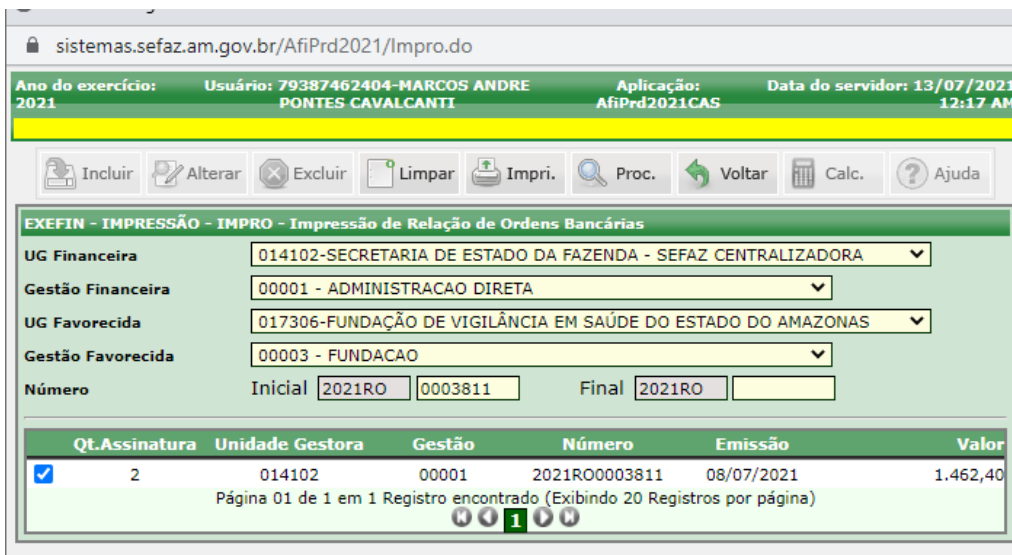 sistemas.sefaz.am.gov.br/AfiPrd2021/Impro.do
Ano do exercício: Usuário: 79387462404-MARCOS ANDRE Aplicação: Data do servidor: 13/07/2021
2021 PONTES CAVALCANTI AfiPrd2021CAS 12:17 AM
Incluir Alterar Excluir Limpar Impri. Proc. Voltar Calc. Ajuda
EXEFIN - IMPRESSÃO - IMPRO - Impressão de Relação de Ordens Bancárias
UG Financeira 014102-SECRETARIA DE ESTADO DA FAZENDA - SEFAZ CENTRALIZADORA
Gestão Financeira 00001 - ADMINISTRACAO DIRETA
UG Favorecida 017306-FUNDAÇÃO DE VIGILÂNCIA EM SAÚDE DO ESTADO DO AMAZONAS
Gestão Favorecida 00003 - FUNDACAO
Número Inicial 2021RO 0003811 Final 2021RO
Qt.Assinatura Unidade Gestora Gestão Número Emissão Valor
2 014102 00001 2021RO0003811 08/07/2021 1.462,40
Página 01 de 1 em 1 Registro encontrado (Exibindo 20 Registros por página)
1